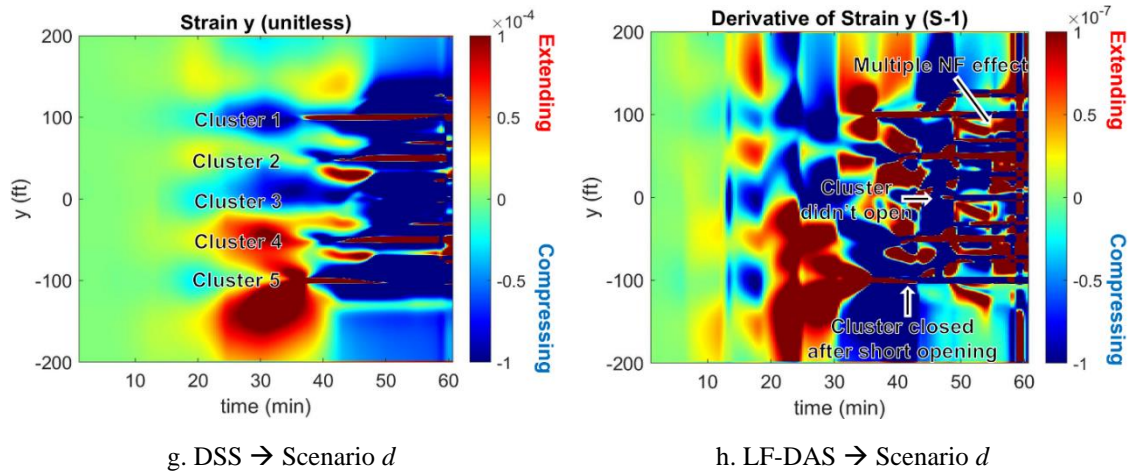 Strain y (unitless)
×10⁻⁴
200
100
0
-100
-200
y (ft)
Cluster 1
Cluster 2
Cluster 3
Cluster 4
Cluster 5
10 20 30 40 50 60
time (min)
1
0.5
0
-0.5
-1
Extending
Compressing
g. DSS → Scenario d
Derivative of Strain y (S-1)
×10⁻⁷
200
100
0
-100
-200
y (ft)
Multiple NF effect
Cluster
didn't open
Cluster closed
after short opening
10 20 30 40 50 60
time (min)
1
0.5
0
-0.5
-1
Extending
Compressing
h. LF-DAS → Scenario d